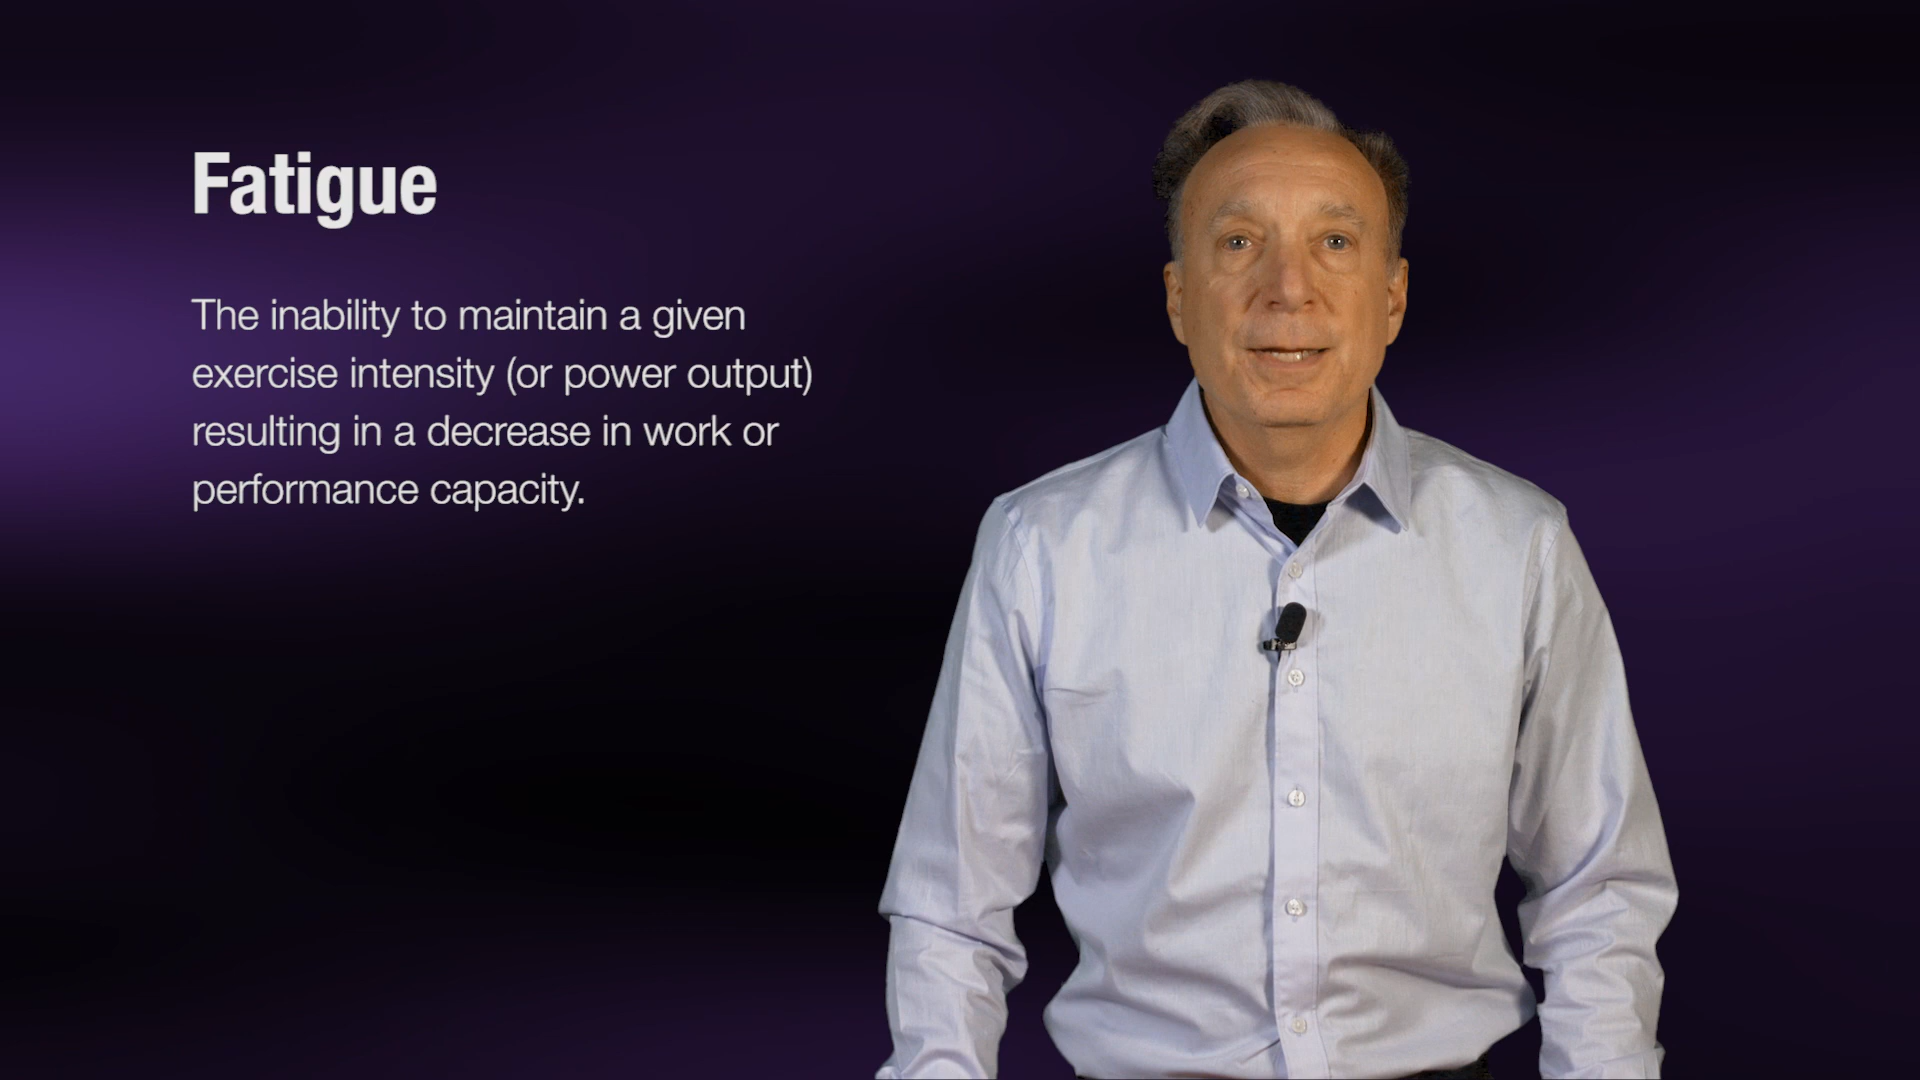 Fatigue
The inability to maintain a given
exercise intensity (or power output)
resulting in a decrease in work or
performance capacity.